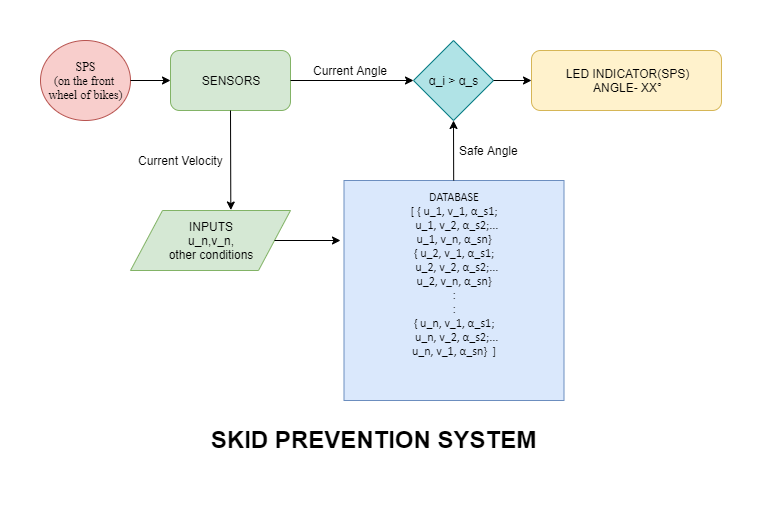 SPS
(on the front
wheel of bikes)
SENSORS
Current Angle
α_i > α_s
LED INDICATOR(SPS)
ANGLE- XX°
Current Velocity
Safe Angle
INPUTS
u_n,v_n,
other conditions
DATABASE
[ { u_1, v_1, α_s1;
u_1, v_2, α_s2;...
u_1, v_n, α_sn}
{ u_2, v_1, α_s1;
u_2, v_2, α_s2;...
u_2, v_n, α_sn}
:
:
{ u_n, v_1, α_s1;
u_n, v_2, α_s2;...
u_n, v_1, α_sn} ]
SKID PREVENTION SYSTEM